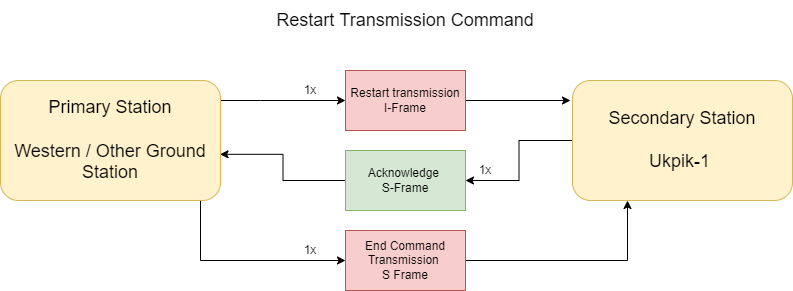 Restart Transmission Command
1x
Restart transmission
I-Frame
Primary Station
Western / Other Ground
Station
Secondary Station
Ukpik-1
Acknowledge
S-Frame
1x
1x
End Command
Transmission
S Frame